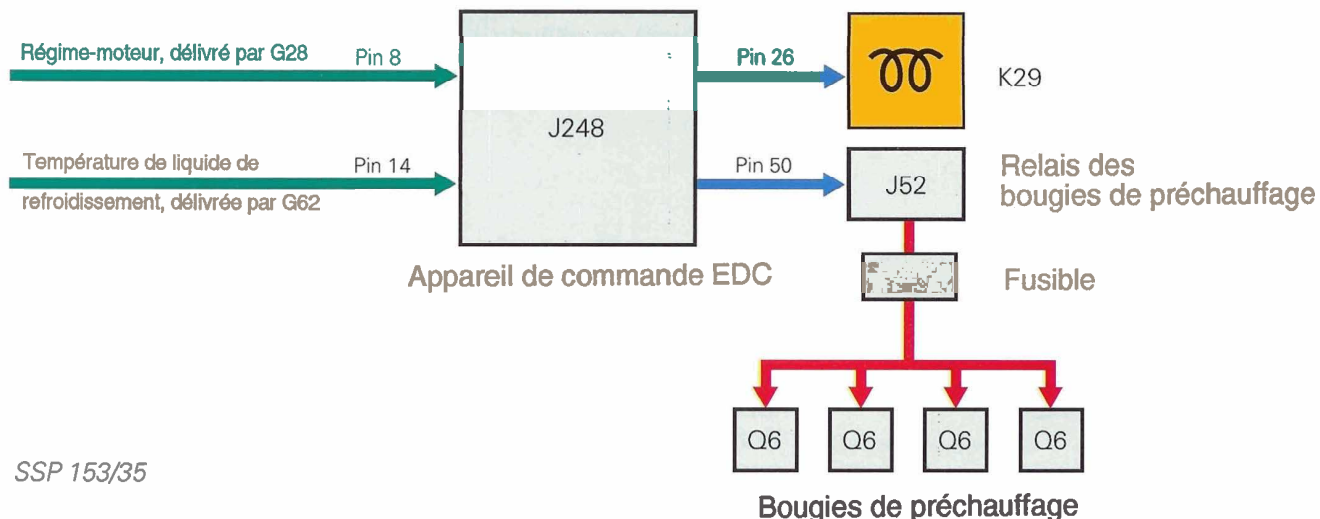 Régime-moteur, délivré par G28
Pin 8
Pin 26
K29
J248
Température de liquide de
refroidissement, délivrée par G62
Pin 14
Pin 50
J52
Relais des
bougies de préchauffage
Appareil de commande EDC
Fusible
Q6
Q6
Q6
Q6
SSP 153/35
Bougies de préchauffage